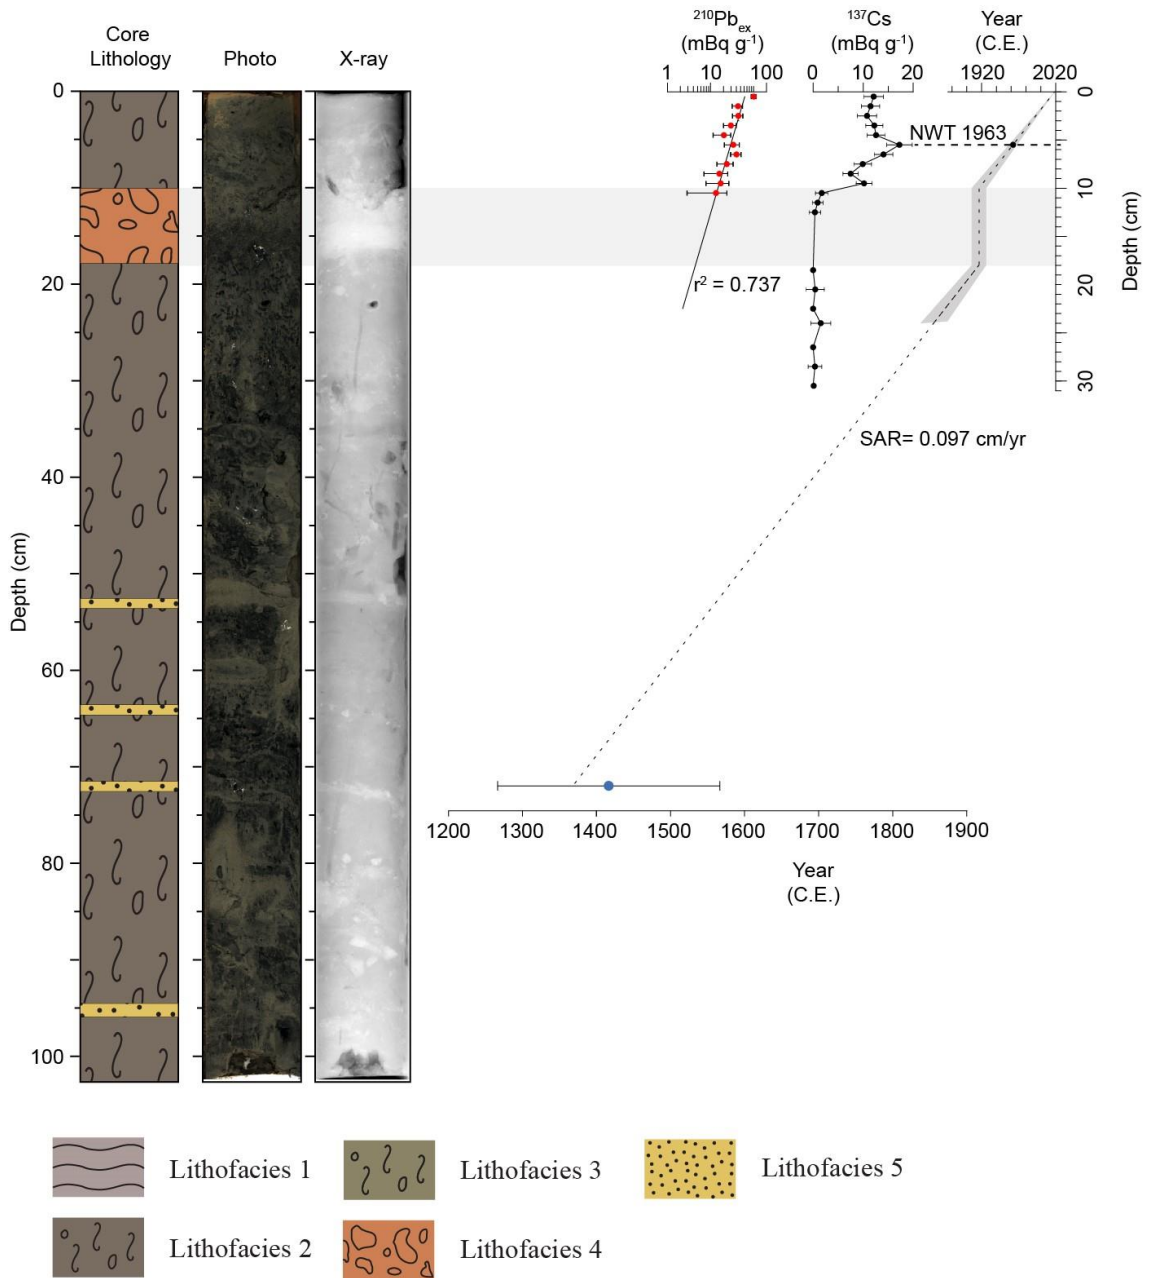 Core
Lithology
Photo
X-ray
²¹⁰Pbₑₓ
(mBq g⁻¹)
¹³⁷Cs
(mBq g⁻¹)
Year
(C.E.)
1 10 100
0 10 20
1920 2020
0
0
NWT 1963
10
Depth (cm)
20
20
r² = 0.737
30
40
SAR= 0.097 cm/yr
Depth (cm)
60
80
100
1200 1300 1400 1500 1600 1700 1800 1900
Year
(C.E.)
Lithofacies 1
Lithofacies 3
Lithofacies 5
Lithofacies 2
Lithofacies 4